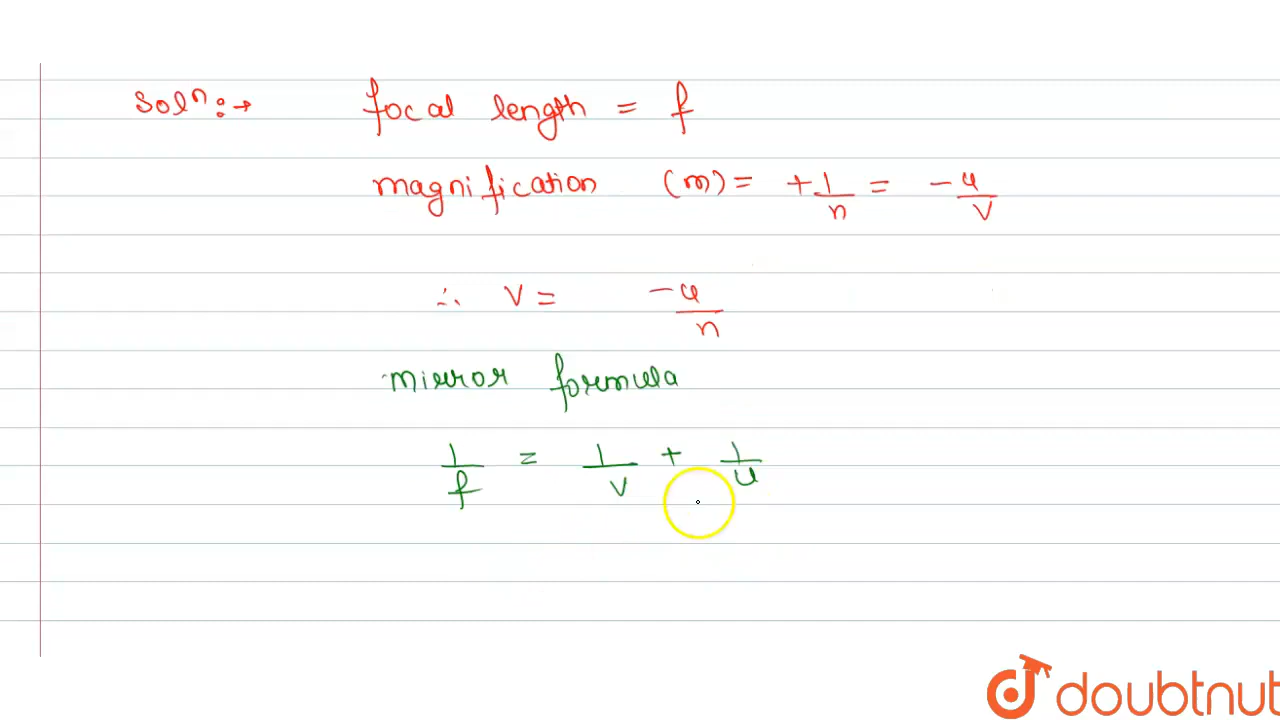 Solⁿ :→ focal length = f
magnification (m) = +1/n = -u/v
∴ v = -u/n
mirror formula
1/f = 1/v + 1/u
doubtnut